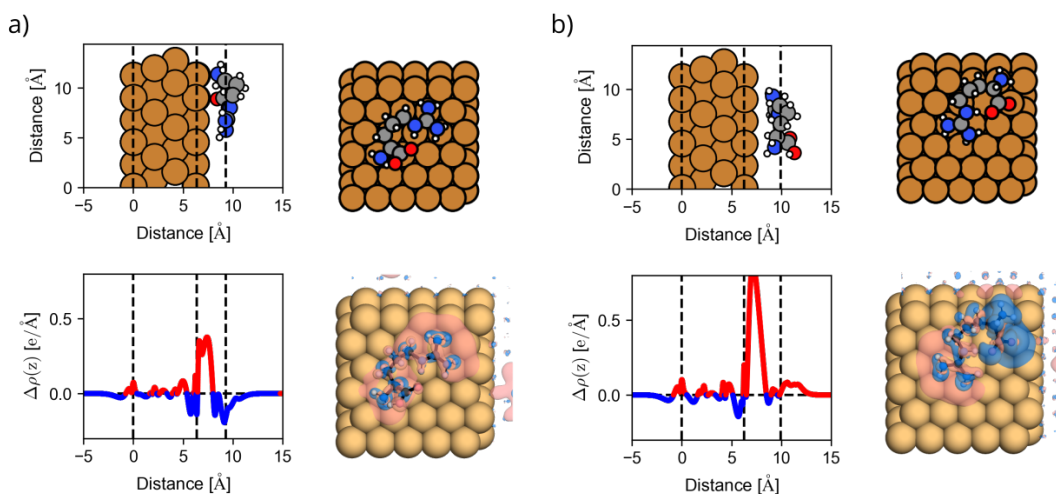 a)
b)
Distance [Å]
10
5
0
−5 0 5 10 15
Distance [Å]
Distance [Å]
10
5
0
−5 0 5 10 15
Distance [Å]
Δρ(z) [e/Å]
0.5
0.0
−5 0 5 10 15
Distance [Å]
Δρ(z) [e/Å]
0.5
0.0
−5 0 5 10 15
Distance [Å]